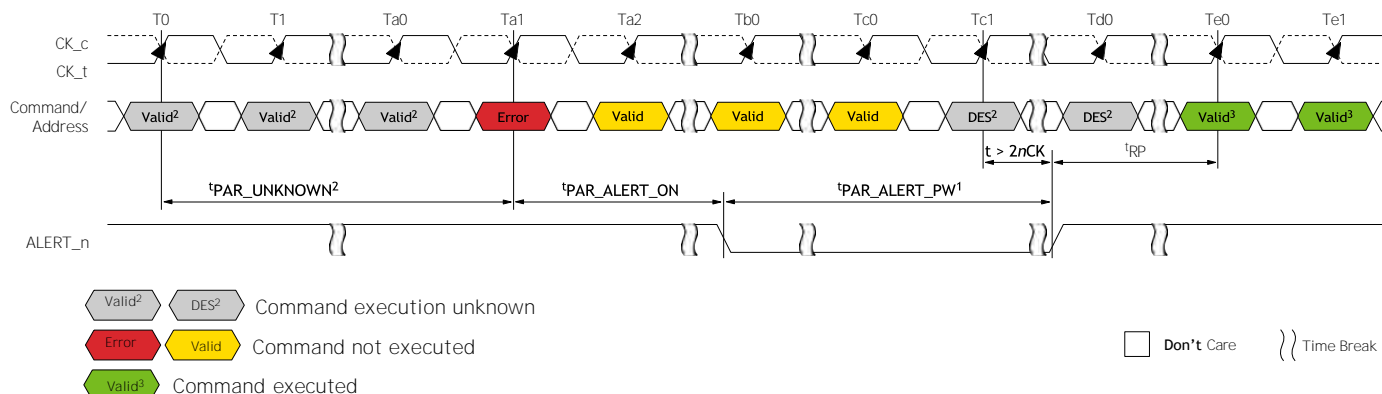 T0 T1 Ta0 Ta1 Ta2 Tb0 Tc0 Tc1 Td0 Te0 Te1
CK_c
CK_t
Command/
Address
Valid² Valid² Valid² Error Valid Valid Valid DES² DES² Valid³ Valid³
t > 2nCK ᵗRP
ᵗPAR_UNKNOWN² ᵗPAR_ALERT_ON ᵗPAR_ALERT_PW¹
ALERT_n
Valid² DES² Command execution unknown
Error Valid Command not executed
Don't Care Time Break
Valid³ Command executed